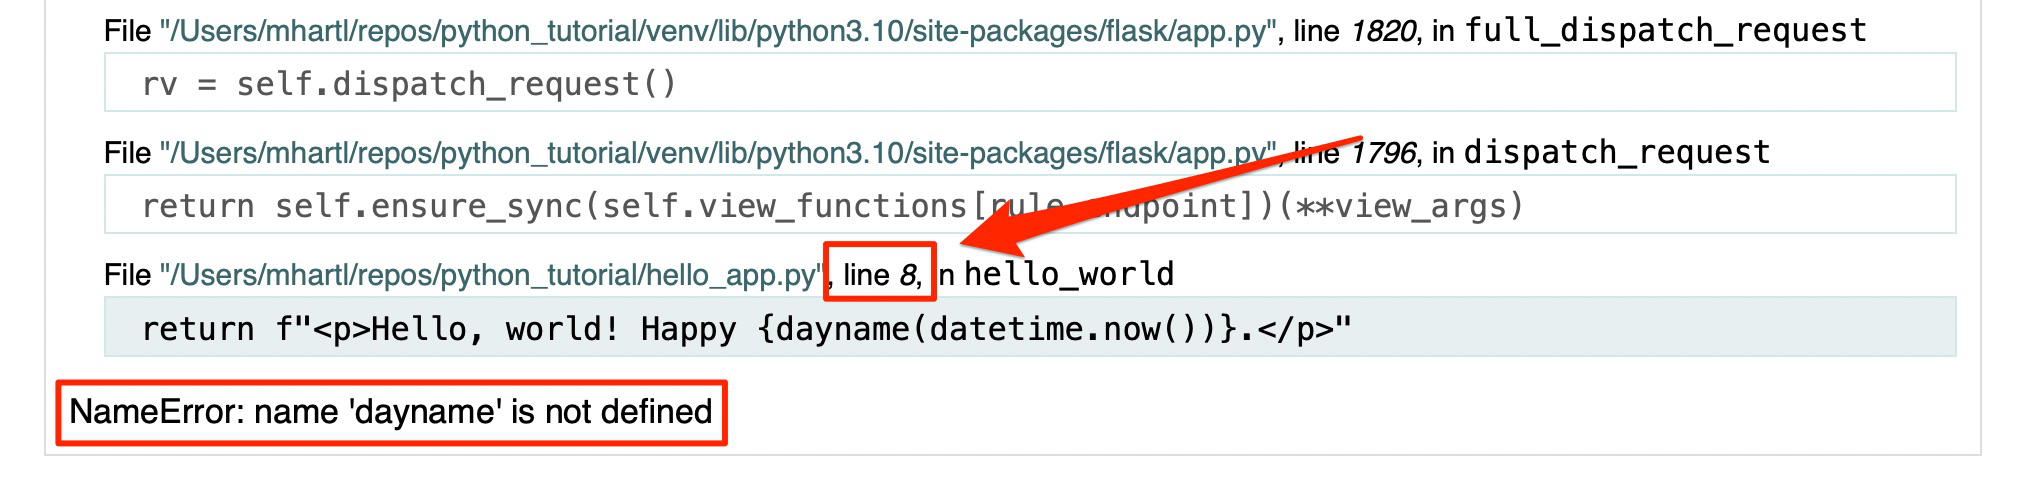 File "/Users/mhartl/repos/python_tutorial/venv/lib/python3.10/site-packages/flask/app.py", line 1820, in full_dispatch_request
rv = self.dispatch_request()
File "/Users/mhartl/repos/python_tutorial/venv/lib/python3.10/site-packages/flask/app.py", line 1796, in dispatch_request
return self.ensure_sync(self.view_functions[rule.endpoint])(**view_args)
File "/Users/mhartl/repos/python_tutorial/hello_app.py", line 8, in hello_world
return f"<p>Hello, world! Happy {dayname(datetime.now())}.</p>"
NameError: name 'dayname' is not defined